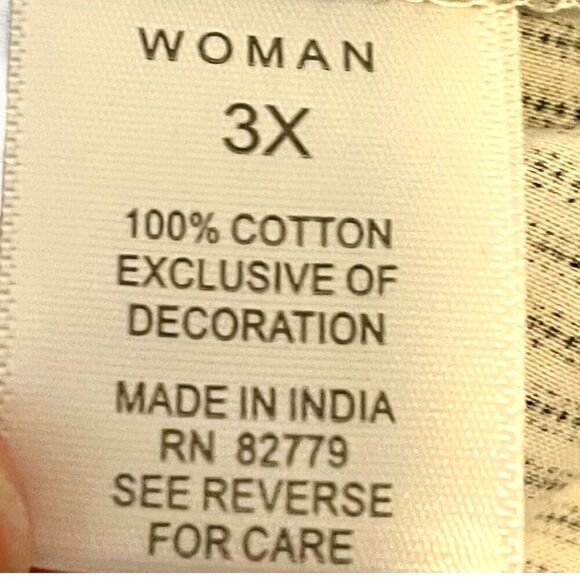 WOMAN
3X
100% COTTON
EXCLUSIVE OF
DECORATION
MADE IN INDIA
RN 82779
SEE REVERSE
FOR CARE